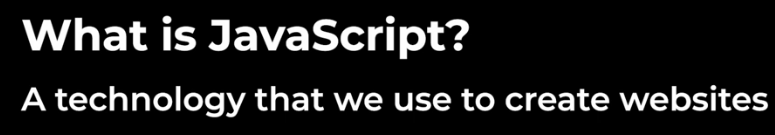 What is JavaScript?
A technology that we use to create websites